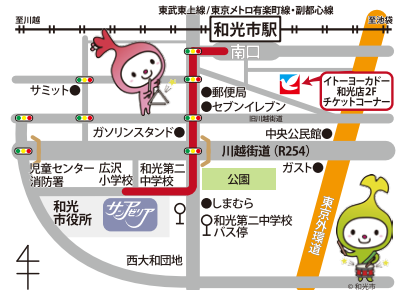 東武東上線/東京メトロ有楽町線・副都心線
至川越
和光市駅
至池袋
南口
サミット
郵便局
セブンイレブン
イトーヨーカドー
和光店2F
チケットコーナー
旧川越街道
ガソリンスタンド
中央公民館
川越街道(R254)
児童センター
消防署
広沢
小学校
和光第二
中学校
公園
ガスト
東京外環道
和光
市役所
サンアゼリア
しまむら
和光第二中学校
バス停
西大和団地
© 和光市